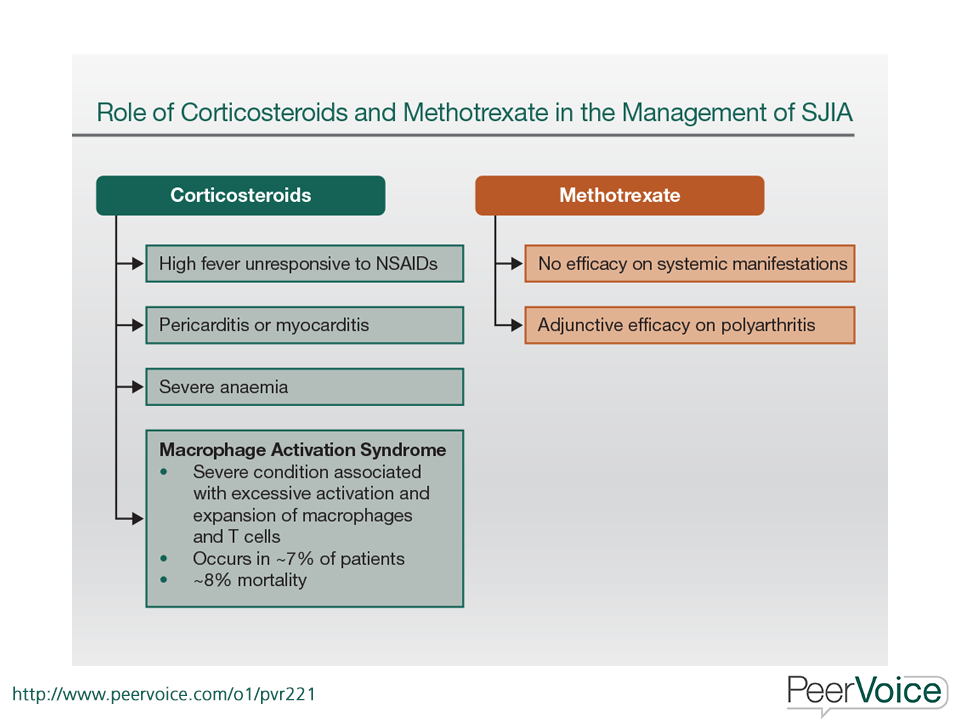 Role of Corticosteroids and Methotrexate in the Management of SJIA
Corticosteroids
High fever unresponsive to NSAIDs
Pericarditis or myocarditis
Severe anaemia
Macrophage Activation Syndrome
• Severe condition associated
with excessive activation and
expansion of macrophages
and T cells
• Occurs in ~7% of patients
• ~8% mortality
Methotrexate
No efficacy on systemic manifestations
Adjunctive efficacy on polyarthritis
http://www.peervoice.com/o1/pvr221
PeerVoice